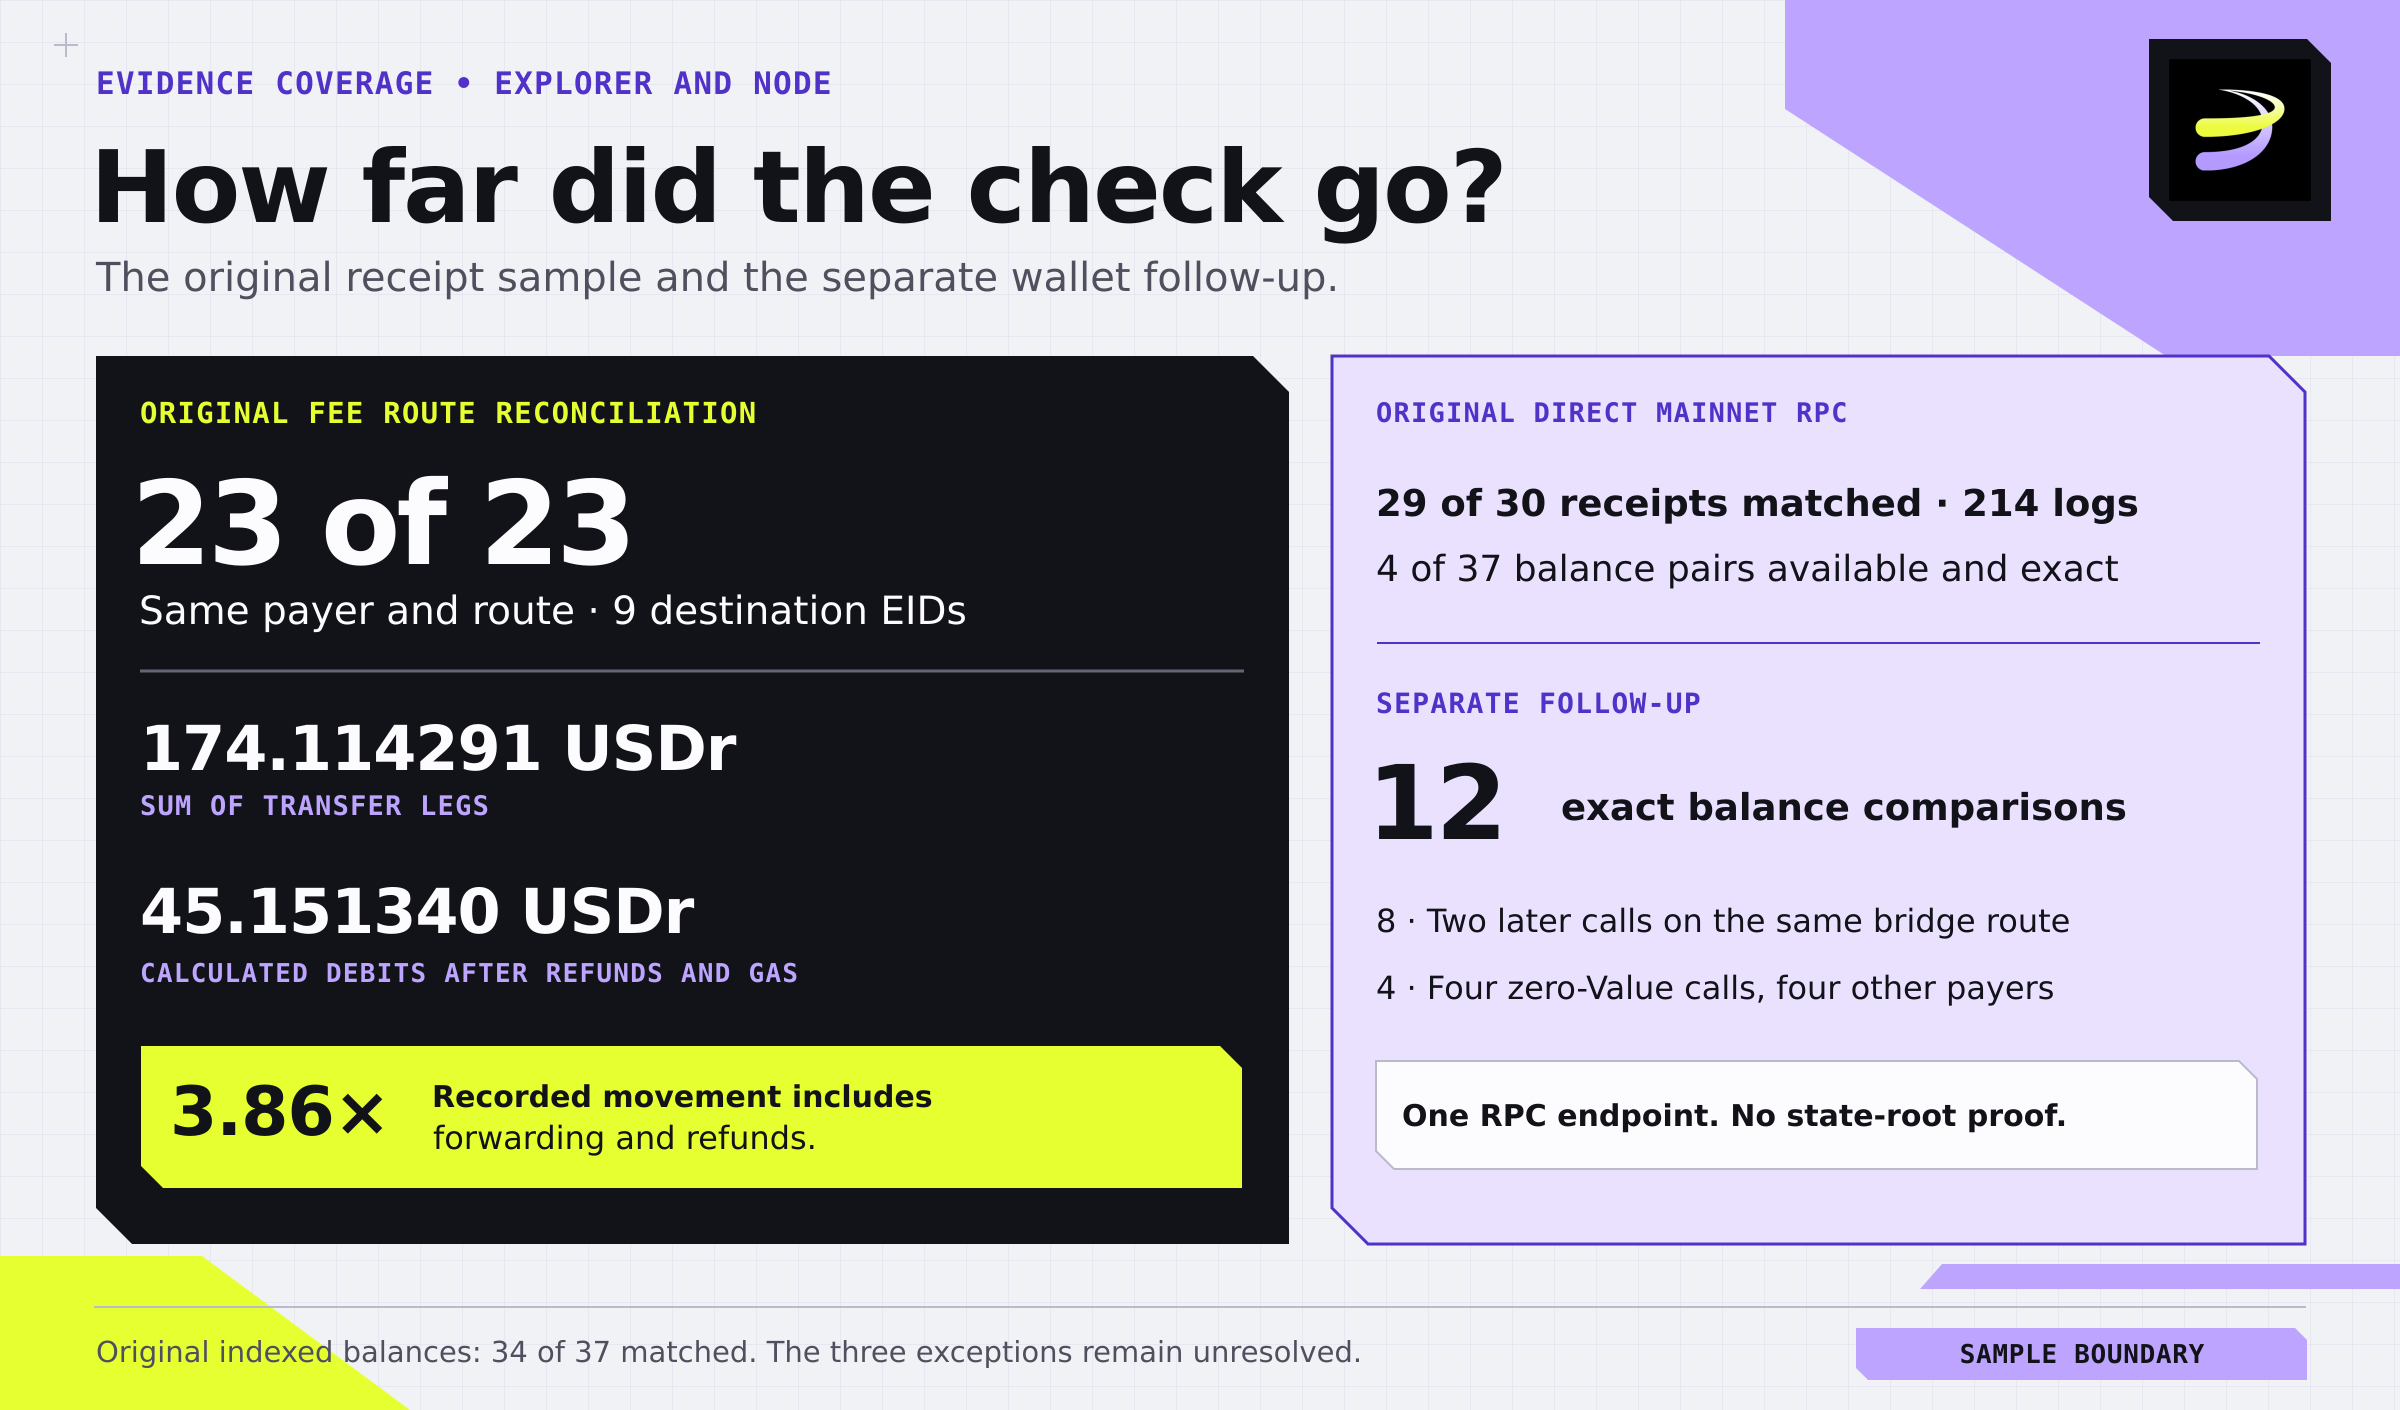 EVIDENCE COVERAGE • EXPLORER AND NODE
How far did the check go?
The original receipt sample and the separate wallet follow-up.
ORIGINAL FEE ROUTE RECONCILIATION
23 of 23
Same payer and route · 9 destination EIDs
174.114291 USDr
SUM OF TRANSFER LEGS
45.151340 USDr
CALCULATED DEBITS AFTER REFUNDS AND GAS
3.86×
Recorded movement includes
forwarding and refunds.
ORIGINAL DIRECT MAINNET RPC
29 of 30 receipts matched · 214 logs
4 of 37 balance pairs available and exact
SEPARATE FOLLOW-UP
12 exact balance comparisons
8 · Two later calls on the same bridge route
4 · Four zero-Value calls, four other payers
One RPC endpoint. No state-root proof.
Original indexed balances: 34 of 37 matched. The three exceptions remain unresolved.
SAMPLE BOUNDARY